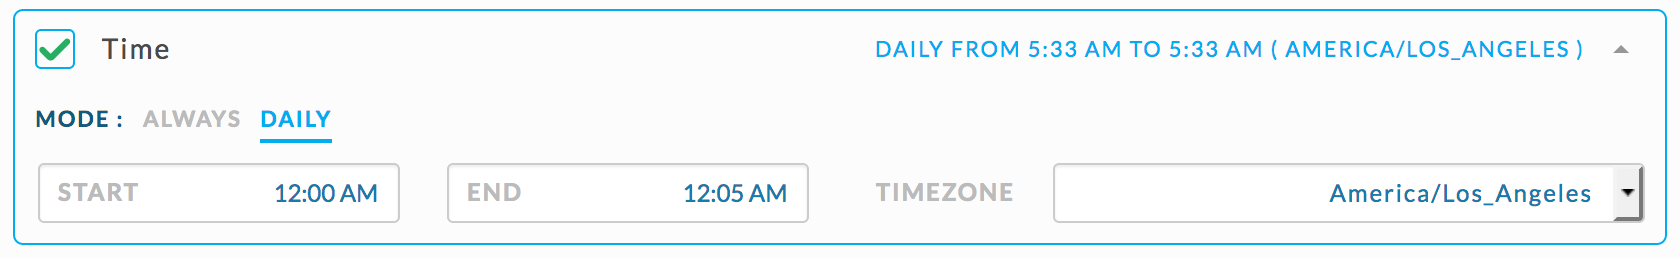 Time DAILY FROM 5:33 AM TO 5:33 AM ( AMERICA/LOS_ANGELES )
MODE : ALWAYS DAILY
START 12:00 AM END 12:05 AM TIMEZONE America/Los_Angeles